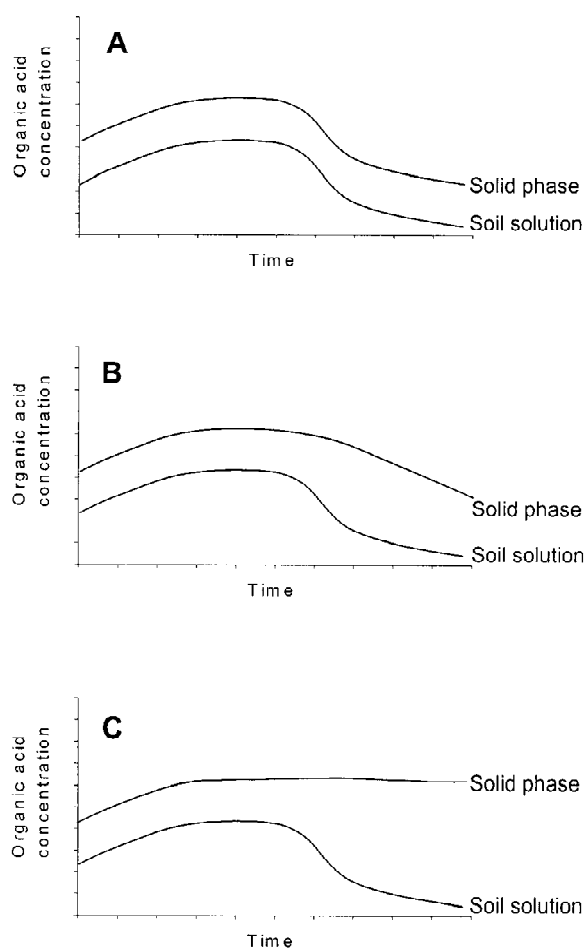 A
Organic acid
concentration
Solid phase
Soil solution
Time
B
Organic acid
concentration
Solid phase
Soil solution
Time
C
Organic acid
concentration
Solid phase
Soil solution
Time